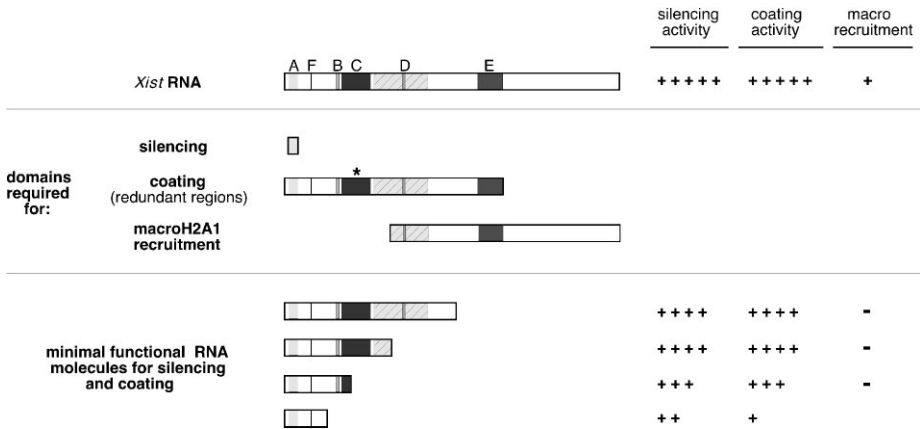 silencing activity coating activity macro recruitment
A F B C D E
Xist RNA + + + + + + + + + + +
silencing
*
domains required for:
coating
(redundant regions)
macroH2A1
recruitment
+ + + + + + + + -
minimal functional RNA
molecules for silencing
and coating
+ + + + + + + + -
+ + + + + + -
+ + +